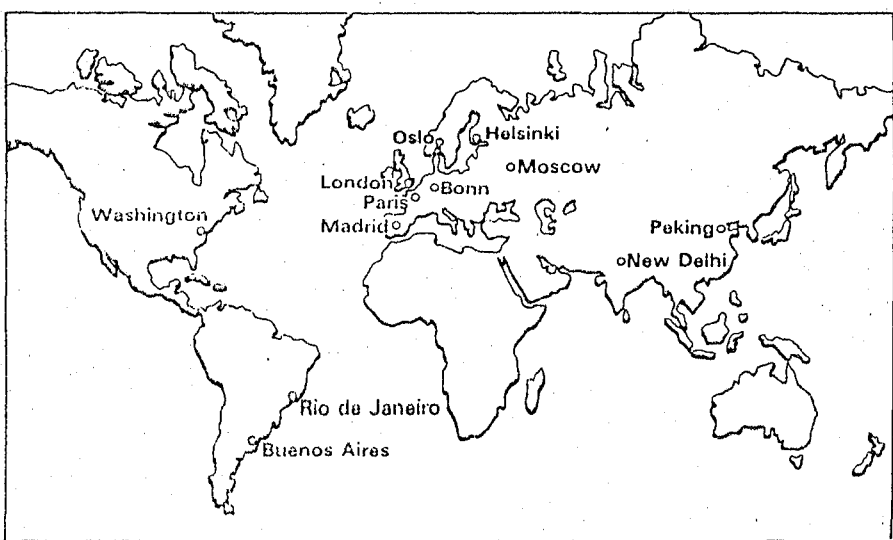 Oslo
Helsinki
Moscow
London
Bonn
Paris
Washington
Madrid
Peking
New Delhi
Rio de Janeiro
Buenos Aires